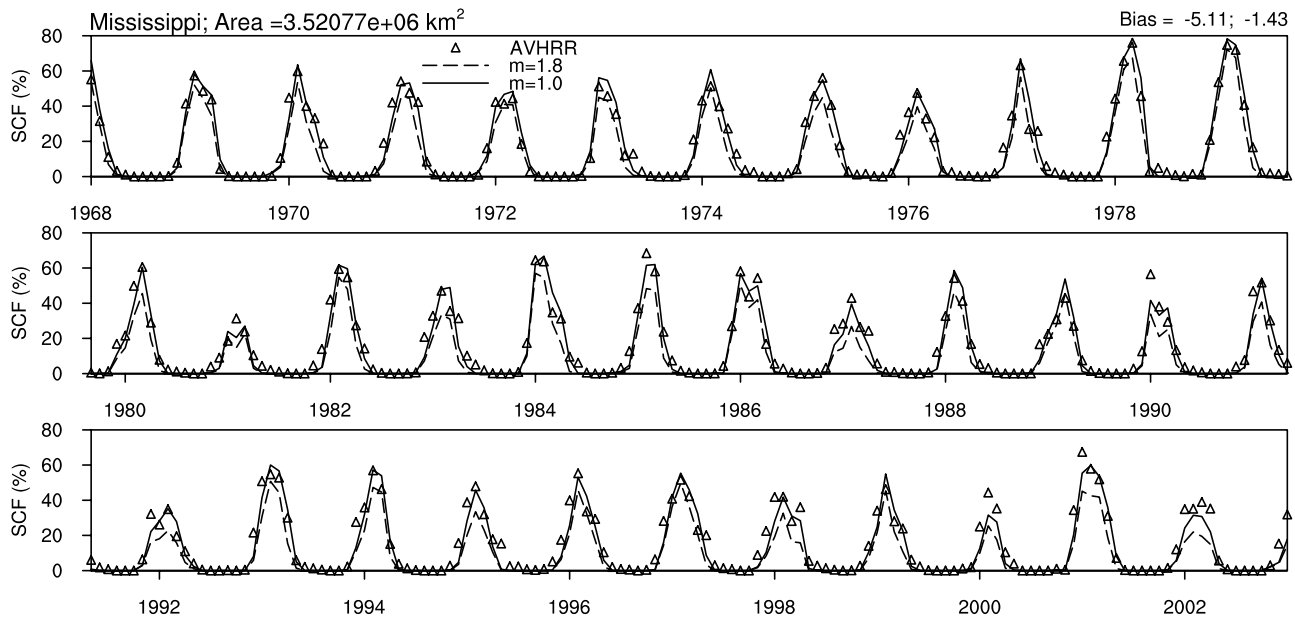 Mississippi; Area =3.52077e+06 km²
Bias = -5.11; -1.43
SCF (%)
80
60
40
20
0
AVHRR
m=1.8
m=1.0
1968 1970 1972 1974 1976 1978
SCF (%)
80
60
40
20
0
1980 1982 1984 1986 1988 1990
SCF (%)
80
60
40
20
0
1992 1994 1996 1998 2000 2002